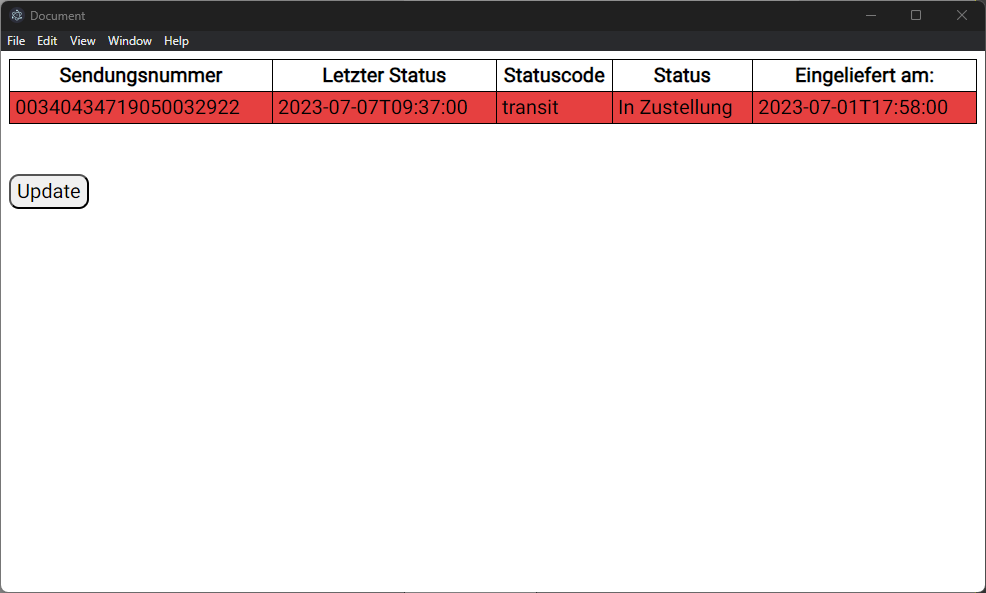 Document
File Edit View Window Help
Sendungsnummer Letzter Status Statuscode Status Eingeliefert am:
00340434719050032922 2023-07-07T09:37:00 transit In Zustellung 2023-07-01T17:58:00
Update